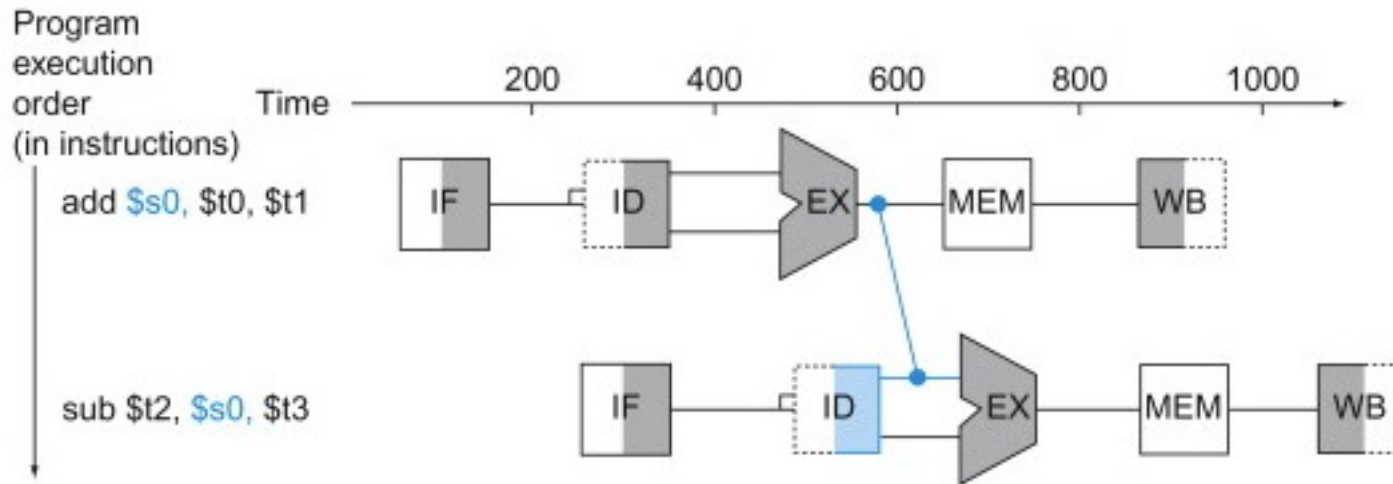 Program
execution
order
(in instructions)
Time
200 400 600 800 1000
add $s0, $t0, $t1
IF ID EX MEM WB
sub $t2, $s0, $t3
IF ID EX MEM WB